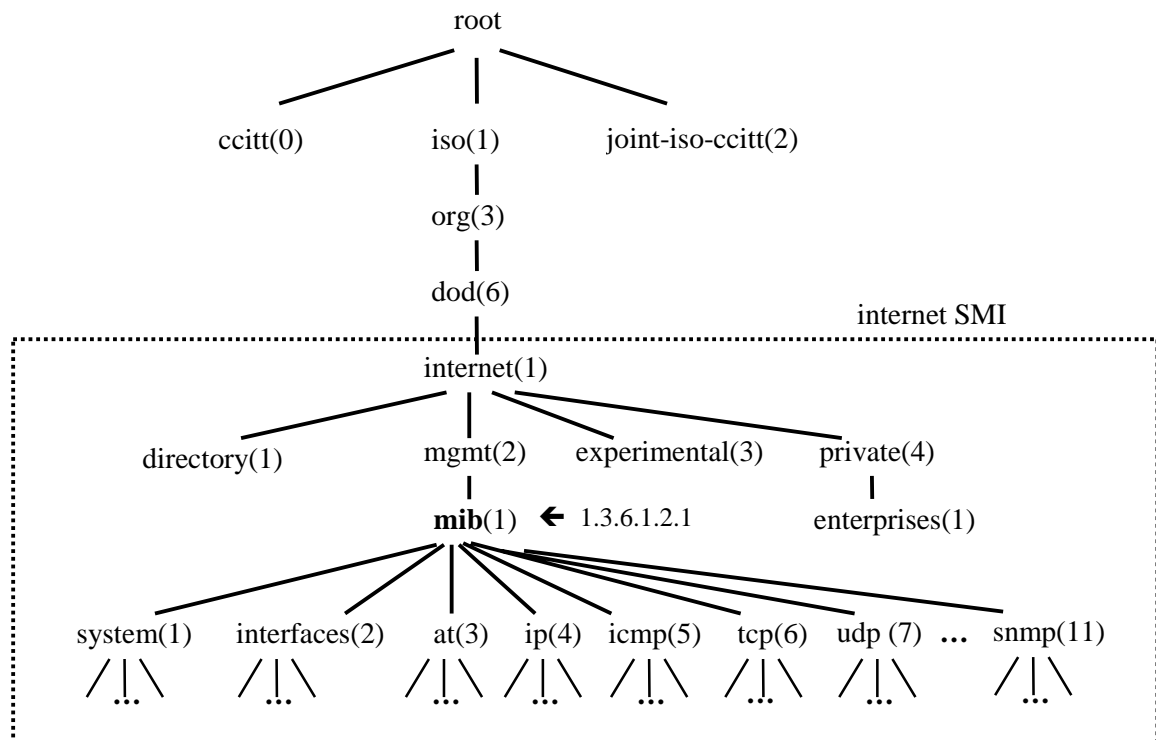 root
ccitt(0) iso(1) joint-iso-ccitt(2)
org(3)
dod(6)
internet SMI
internet(1)
directory(1) mgmt(2) experimental(3) private(4)
mib(1) 🡰 1.3.6.1.2.1 enterprises(1)
system(1) interfaces(2) at(3) ip(4) icmp(5) tcp(6) udp (7) ... snmp(11)
... ... ... ... ... ... ... ...